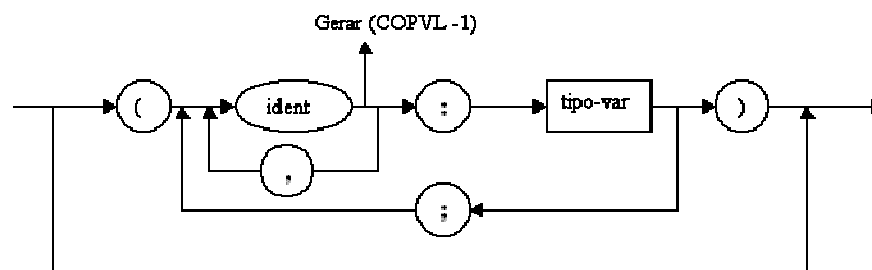 Gerar (COPVL -1)
( ident : tipo-var )
,
;